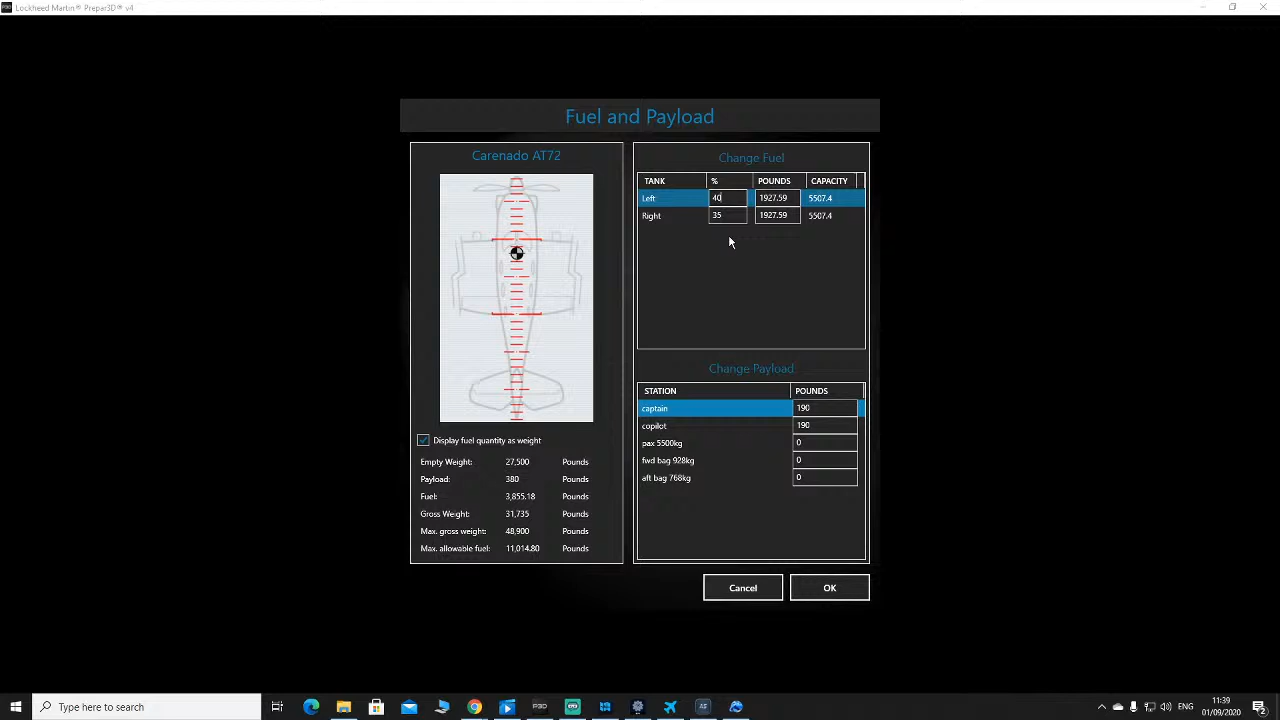 P3D Lockheed Martin® Prepar3D® v4
Fuel and Payload
Carenado AT72
Display fuel quantity as weight
Empty Weight: 27,500 Pounds
Payload: 380 Pounds
Fuel: 3,855.18 Pounds
Gross Weight: 31,735 Pounds
Max. gross weight: 48,900 Pounds
Max. allowable fuel: 11,014.80 Pounds
Change Fuel
TANK % POUNDS CAPACITY
Left 40 1927.59 5507.4
Right 35 1927.59 5507.4
Change Payload
STATION POUNDS
captain 190
copilot 190
pax 5500kg 0
fwd bag 928kg 0
aft bag 768kg 0
Cancel OK
Type here to search
P3D
AF
ENG
11:39
01/09/2020
2